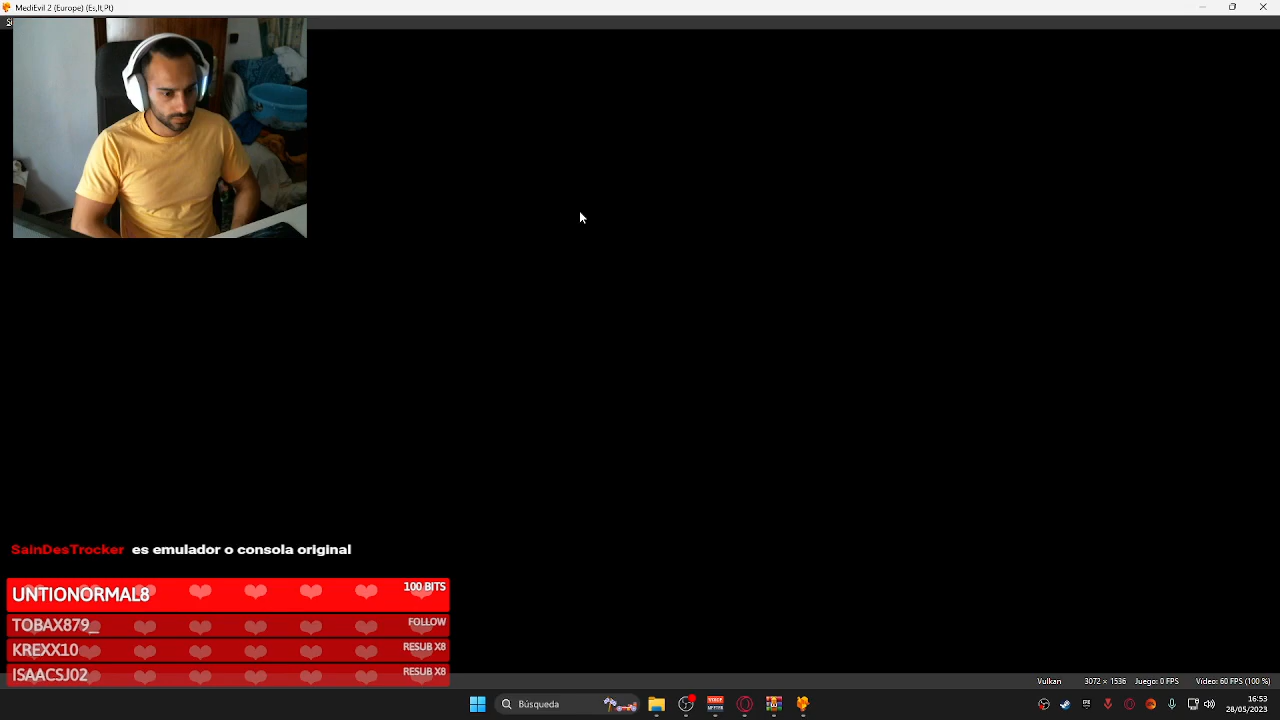 MediEvil 2 (Europe) (Es,It,Pt)
SainDesTrocker es emulador o consola original
UNTIONORMAL8 100 BITS
TOBAX879_ FOLLOW
KREXX10 RESUB X8
ISAACSJ02 RESUB X8
Vulkan 3072 × 1536 Juego: 0 FPS Vídeo: 60 FPS (100 %)
Búsqueda
16:53
28/05/2023